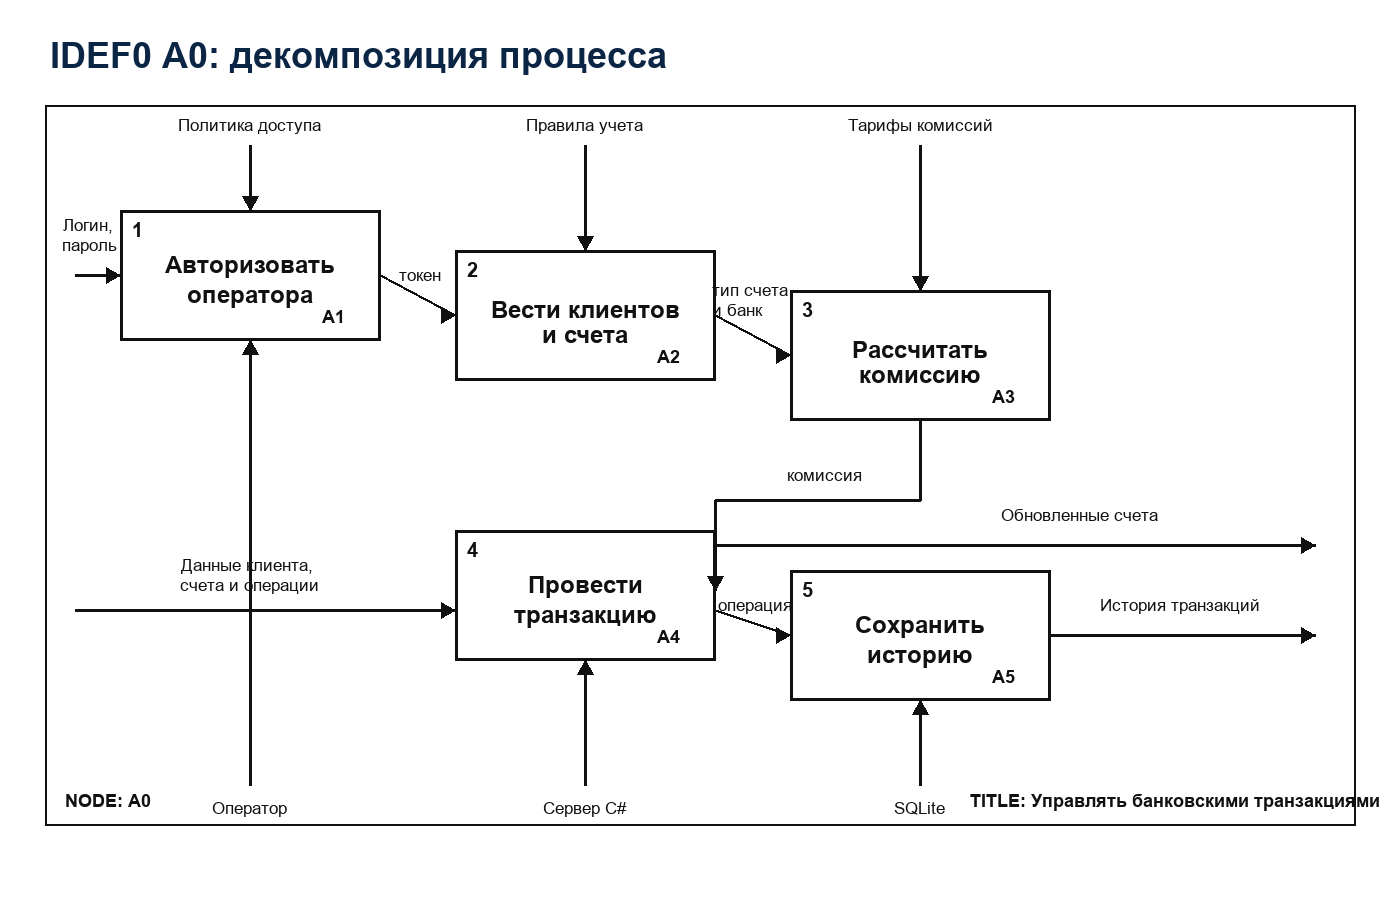 IDEF0 A0: декомпозиция процесса
Политика доступа
Правила учета
Тарифы комиссий
Логин,
пароль
1
Авторизовать
оператора
A1
токен
2
Вести клиентов
и счета
A2
тип счета
и банк
3
Рассчитать
комиссию
A3
комиссия
Обновленные счета
Данные клиента,
счета и операции
4
Провести
транзакцию
A4
операция
5
Сохранить
историю
A5
История транзакций
NODE: A0
Оператор
Сервер C#
SQLite
TITLE: Управлять банковскими транзакциями